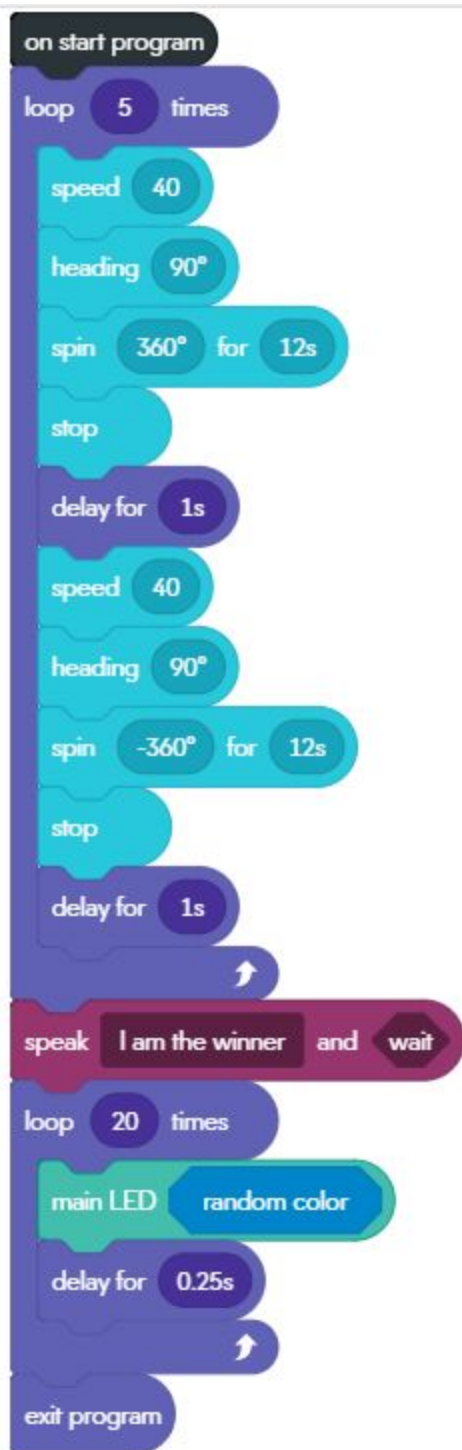 on start program
loop 5 times
speed 40
heading 90°
spin 360° for 12s
stop
delay for 1s
speed 40
heading 90°
spin -360° for 12s
stop
delay for 1s
speak I am the winner and wait
loop 20 times
main LED random color
delay for 0.25s
exit program